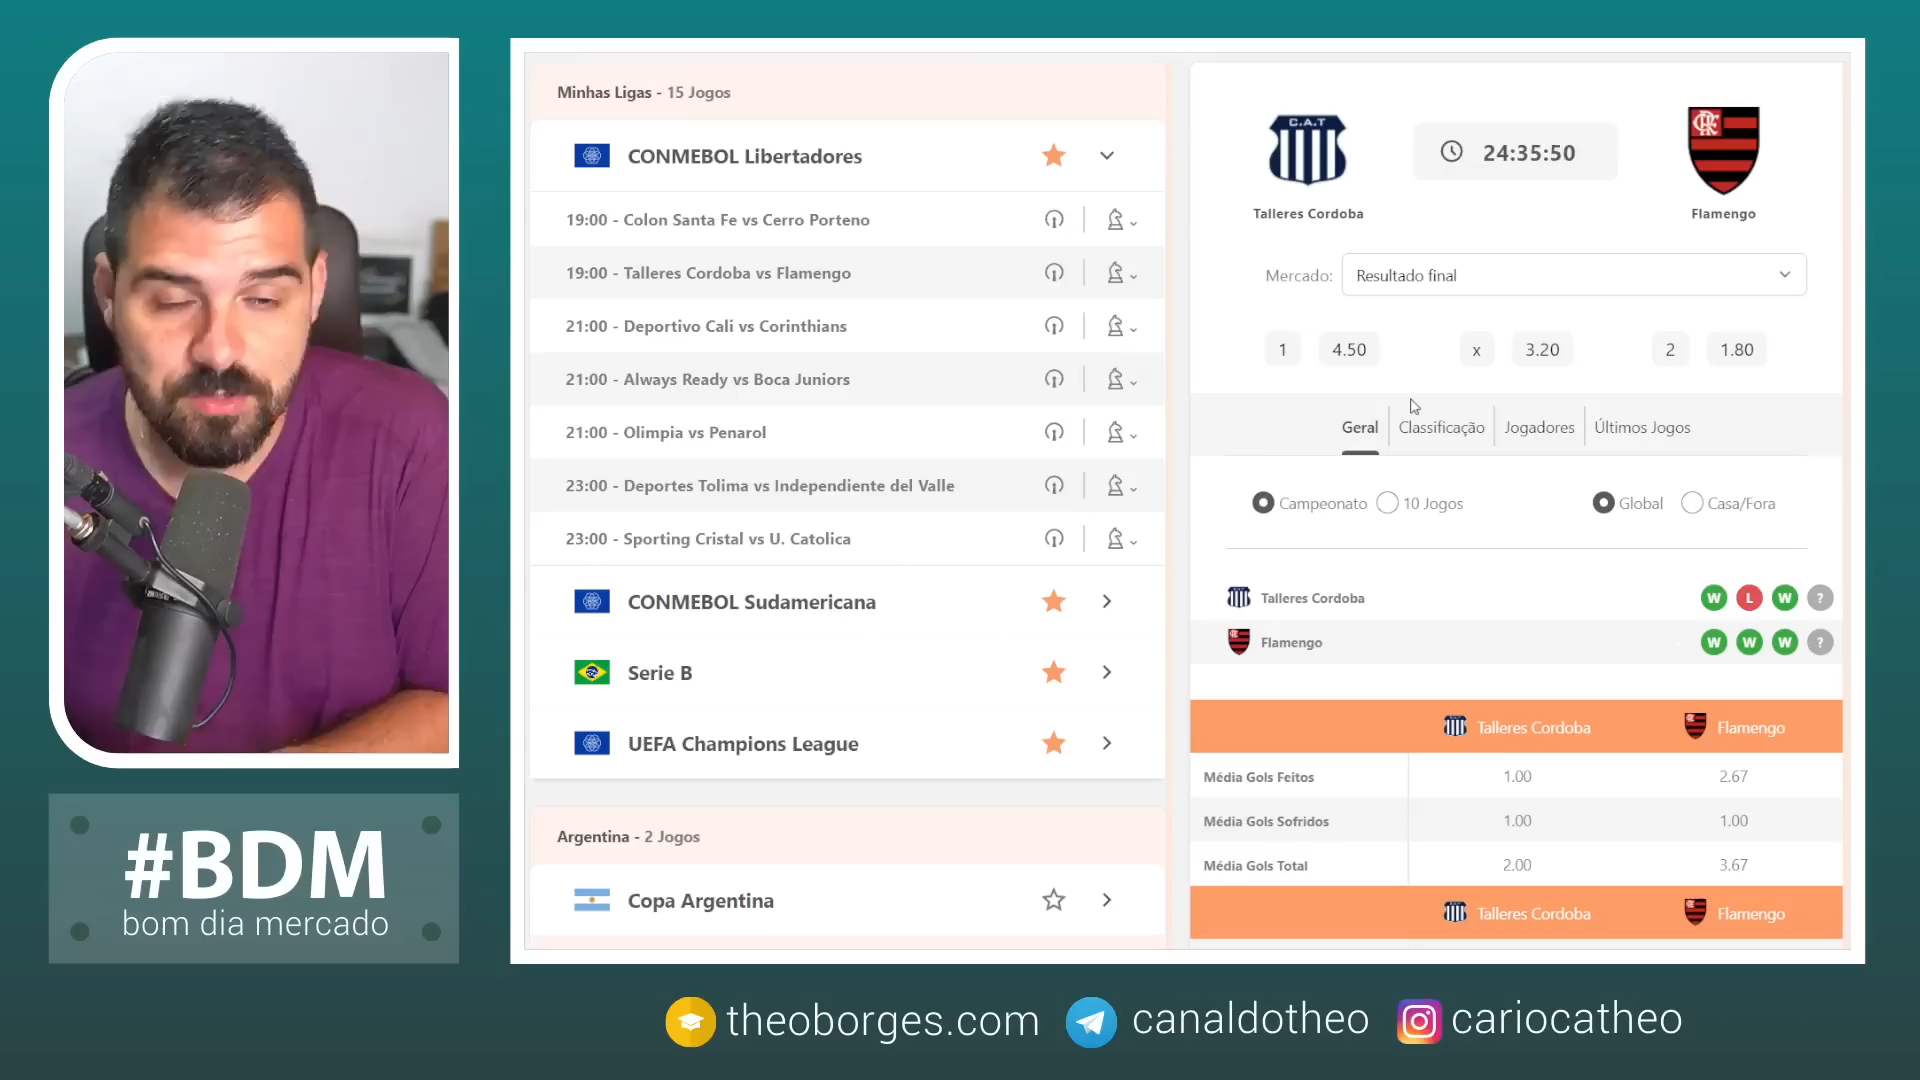 Minhas Ligas - 15 Jogos
CONMEBOL Libertadores
19:00 - Colon Santa Fe vs Cerro Porteno
19:00 - Talleres Cordoba vs Flamengo
21:00 - Deportivo Cali vs Corinthians
21:00 - Always Ready vs Boca Juniors
21:00 - Olimpia vs Penarol
23:00 - Deportes Tolima vs Independiente del Valle
23:00 - Sporting Cristal vs U. Catolica
CONMEBOL Sudamericana
Serie B
UEFA Champions League
Argentina - 2 Jogos
Copa Argentina
C.A.T
24:35:50
Talleres Cordoba
Flamengo
Mercado: Resultado final
1 4.50 x 3.20 2 1.80
Geral Classificação Jogadores Últimos Jogos
Campeonato 10 Jogos Global Casa/Fora
Talleres Cordoba W L W ?
Flamengo W W W ?
Talleres Cordoba Flamengo
Média Gols Feitos 1.00 2.67
Média Gols Sofridos 1.00 1.00
Média Gols Total 2.00 3.67
Talleres Cordoba Flamengo
#BDM
bom dia mercado
theoborges.com canaldotheo cariocatheo